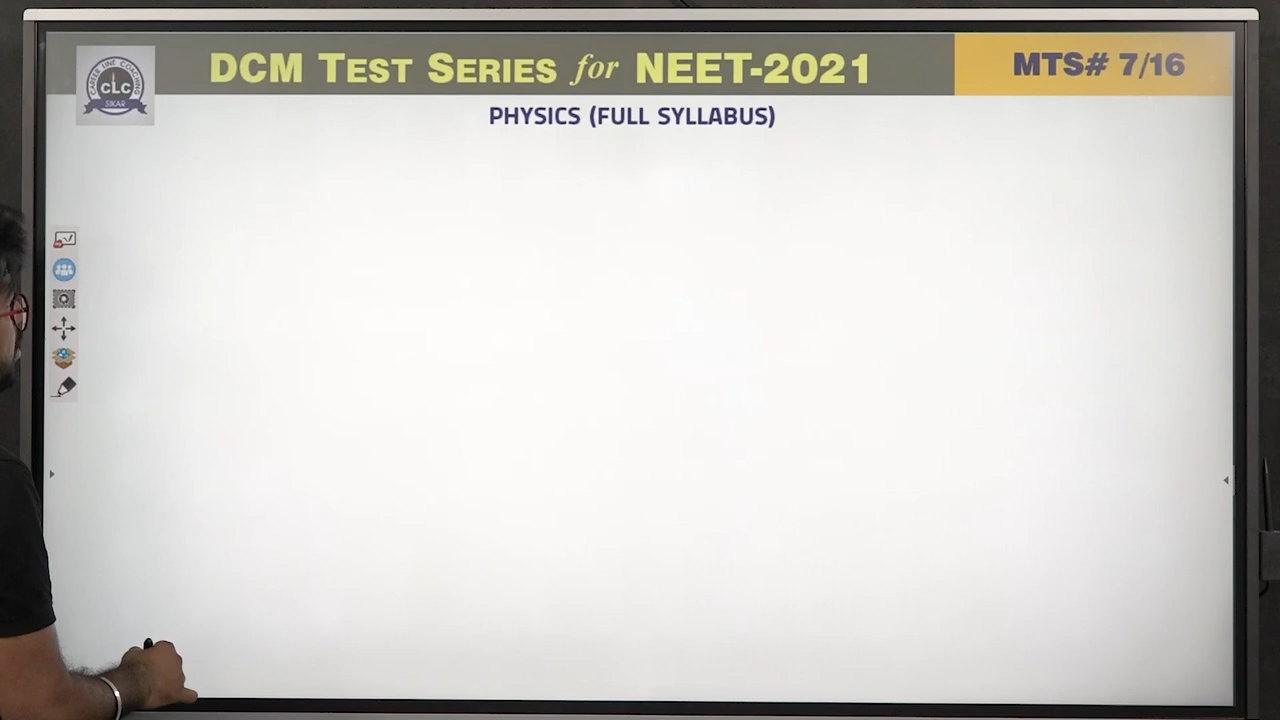 DCM TEST SERIES for NEET-2021
MTS# 7/16
CAREER LINE COACHING
CLC
SIKAR
PHYSICS (FULL SYLLABUS)